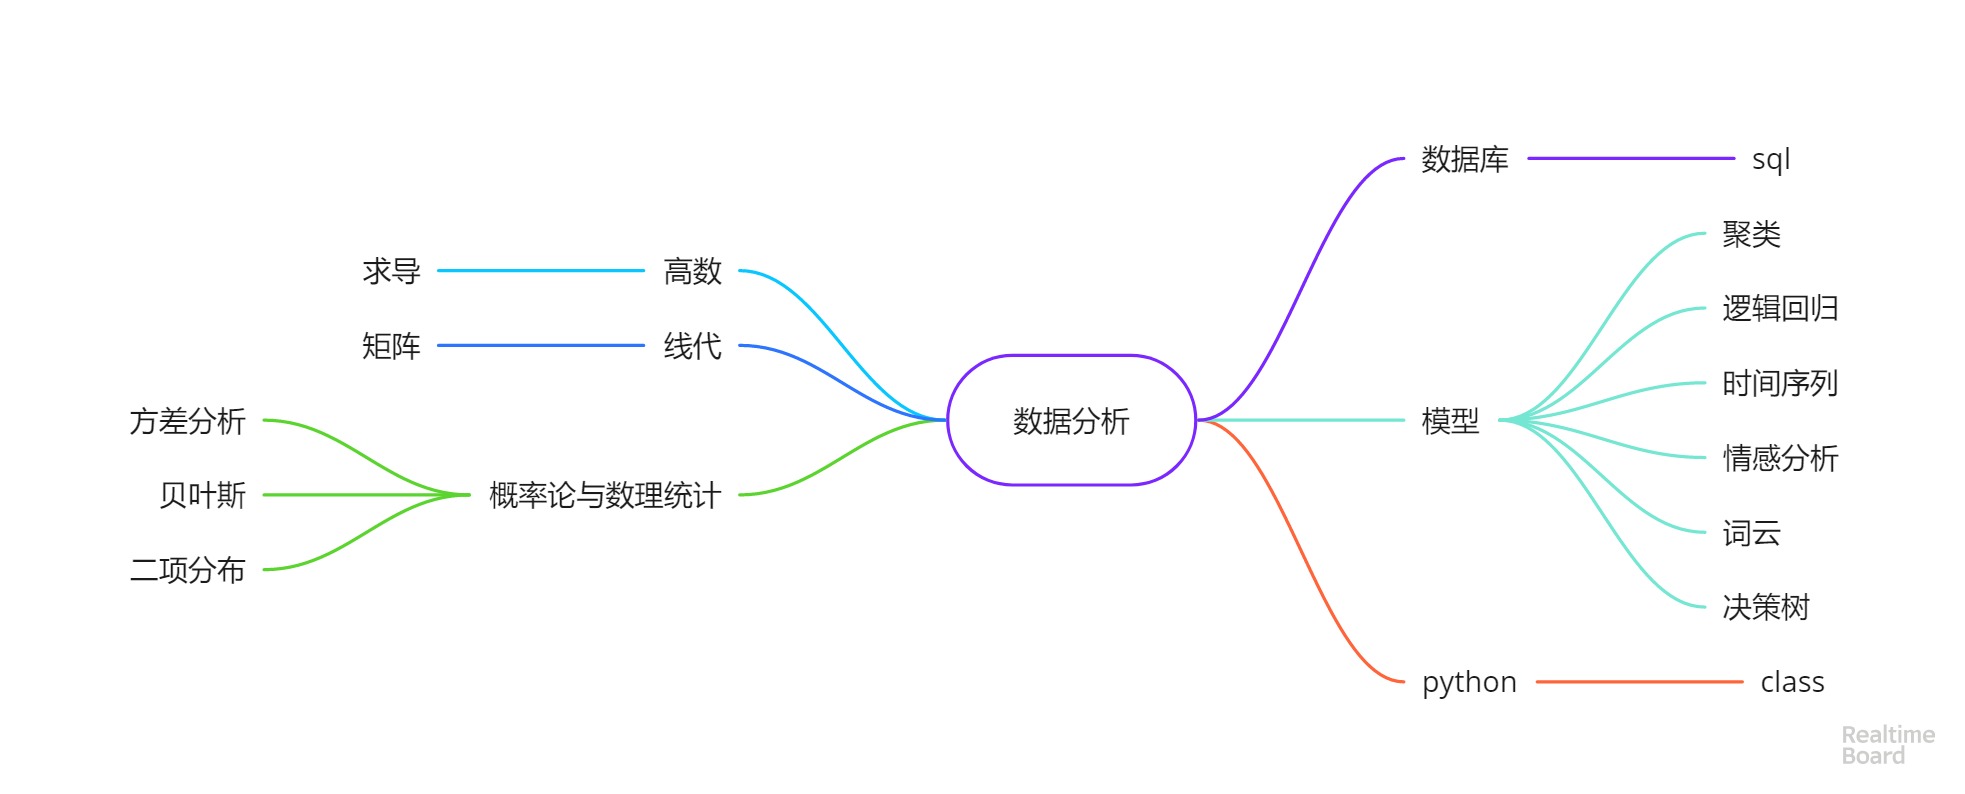 数据分析
高数
求导
线代
矩阵
概率论与数理统计
方差分析
贝叶斯
二项分布
数据库
sql
模型
聚类
逻辑回归
时间序列
情感分析
词云
决策树
python
class
Realtime
Board